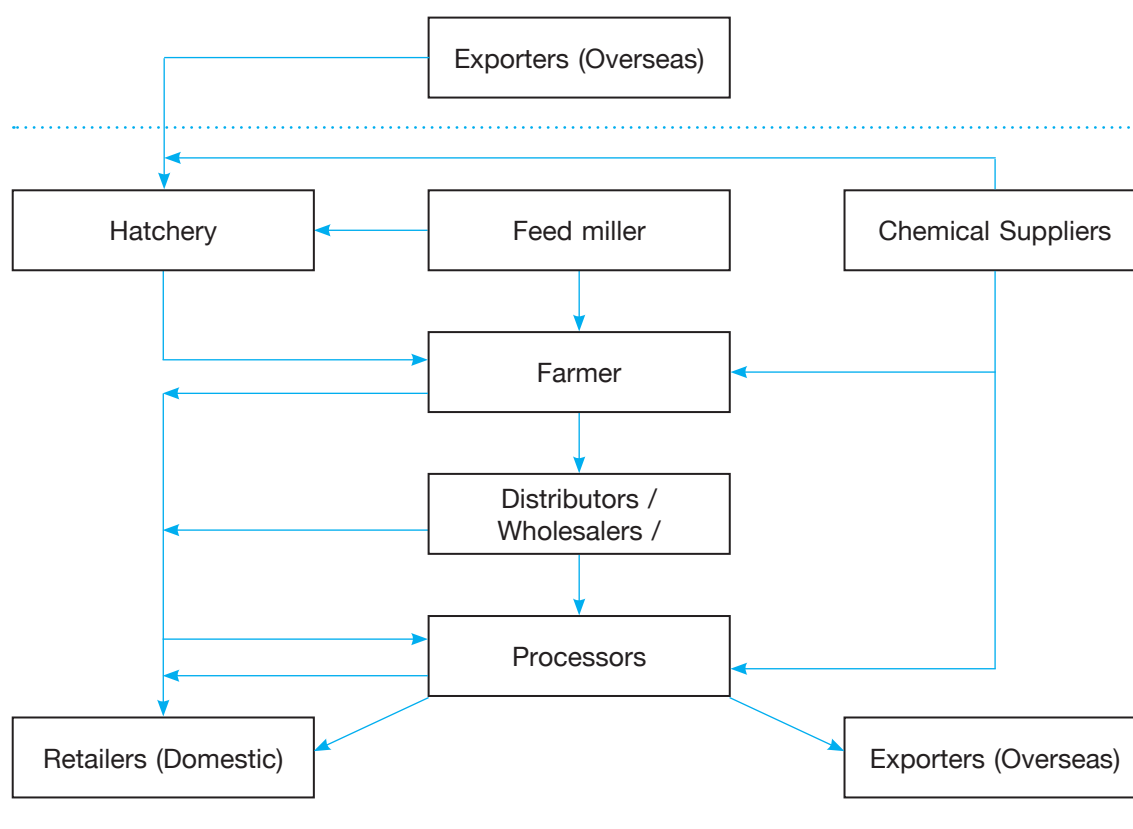 Exporters (Overseas)
Hatchery
Feed miller
Chemical Suppliers
Farmer
Distributors /
Wholesalers /
Processors
Retailers (Domestic)
Exporters (Overseas)